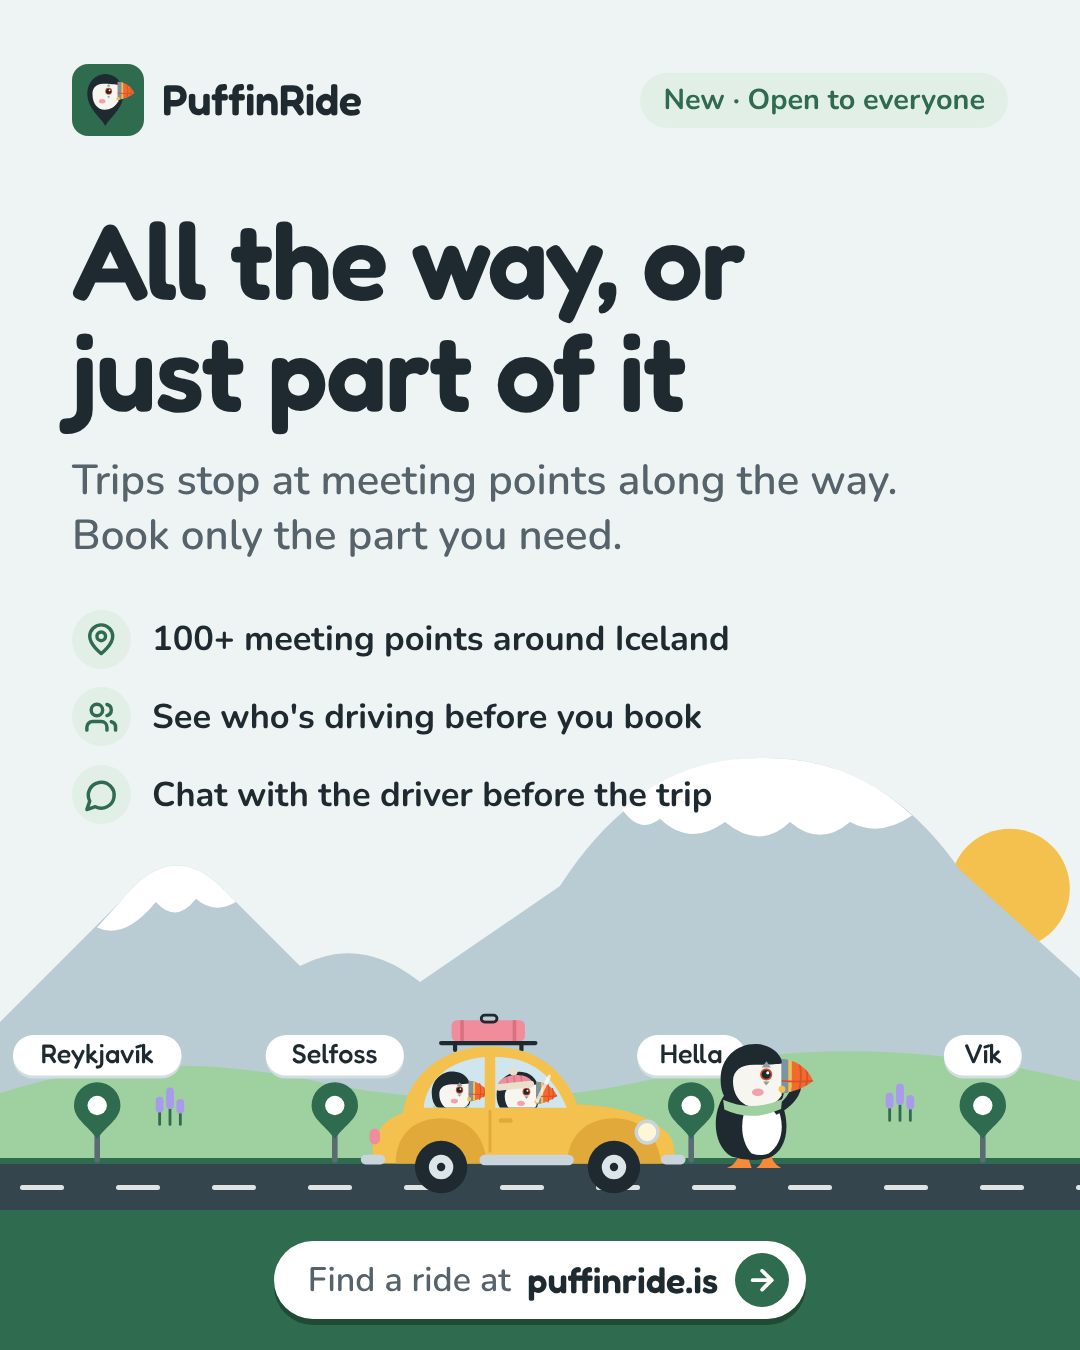 PuffinRide
New · Open to everyone
All the way, or
just part of it
Trips stop at meeting points along the way.
Book only the part you need.
100+ meeting points around Iceland
See who's driving before you book
Chat with the driver before the trip
Reykjavík
Selfoss
Hella
Vík
Find a ride at puffinride.is